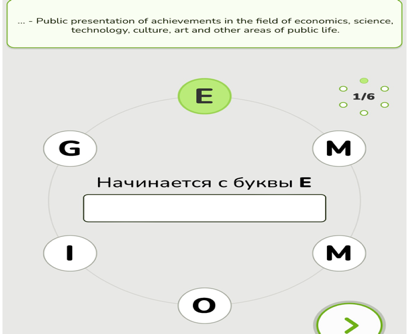 ... - Public presentation of achievements in the field of economics, science,
technology, culture, art and other areas of public life.
E
1/6
G
M
Начинается с буквы E
I
M
O